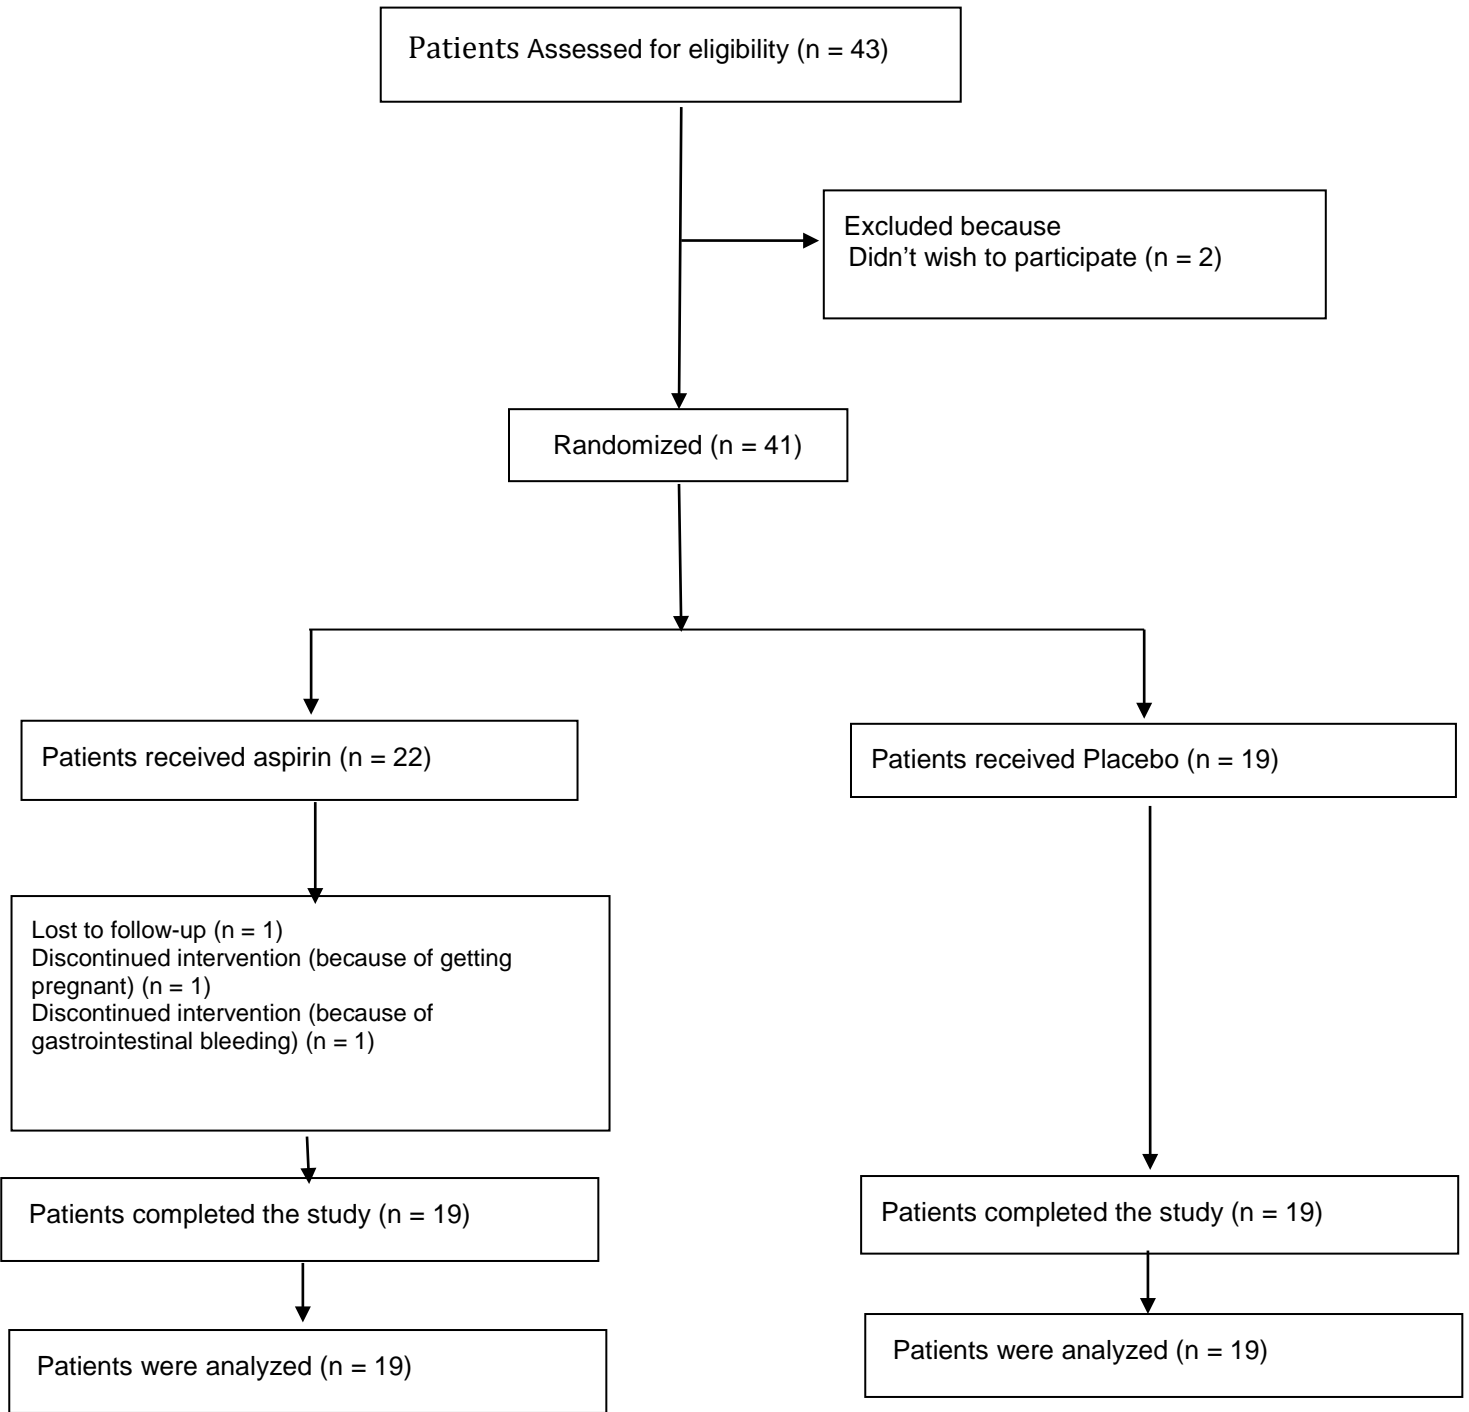 Patients Assessed for eligibility (n = 43)
Excluded because
Didn't wish to participate (n = 2)
Randomized (n = 41)
Patients received aspirin (n = 22)
Patients received Placebo (n = 19)
Lost to follow-up (n = 1)
Discontinued intervention (because of getting
pregnant) (n = 1)
Discontinued intervention (because of
gastrointestinal bleeding) (n = 1)
Patients completed the study (n = 19)
Patients completed the study (n = 19)
Patients were analyzed (n = 19)
Patients were analyzed (n = 19)